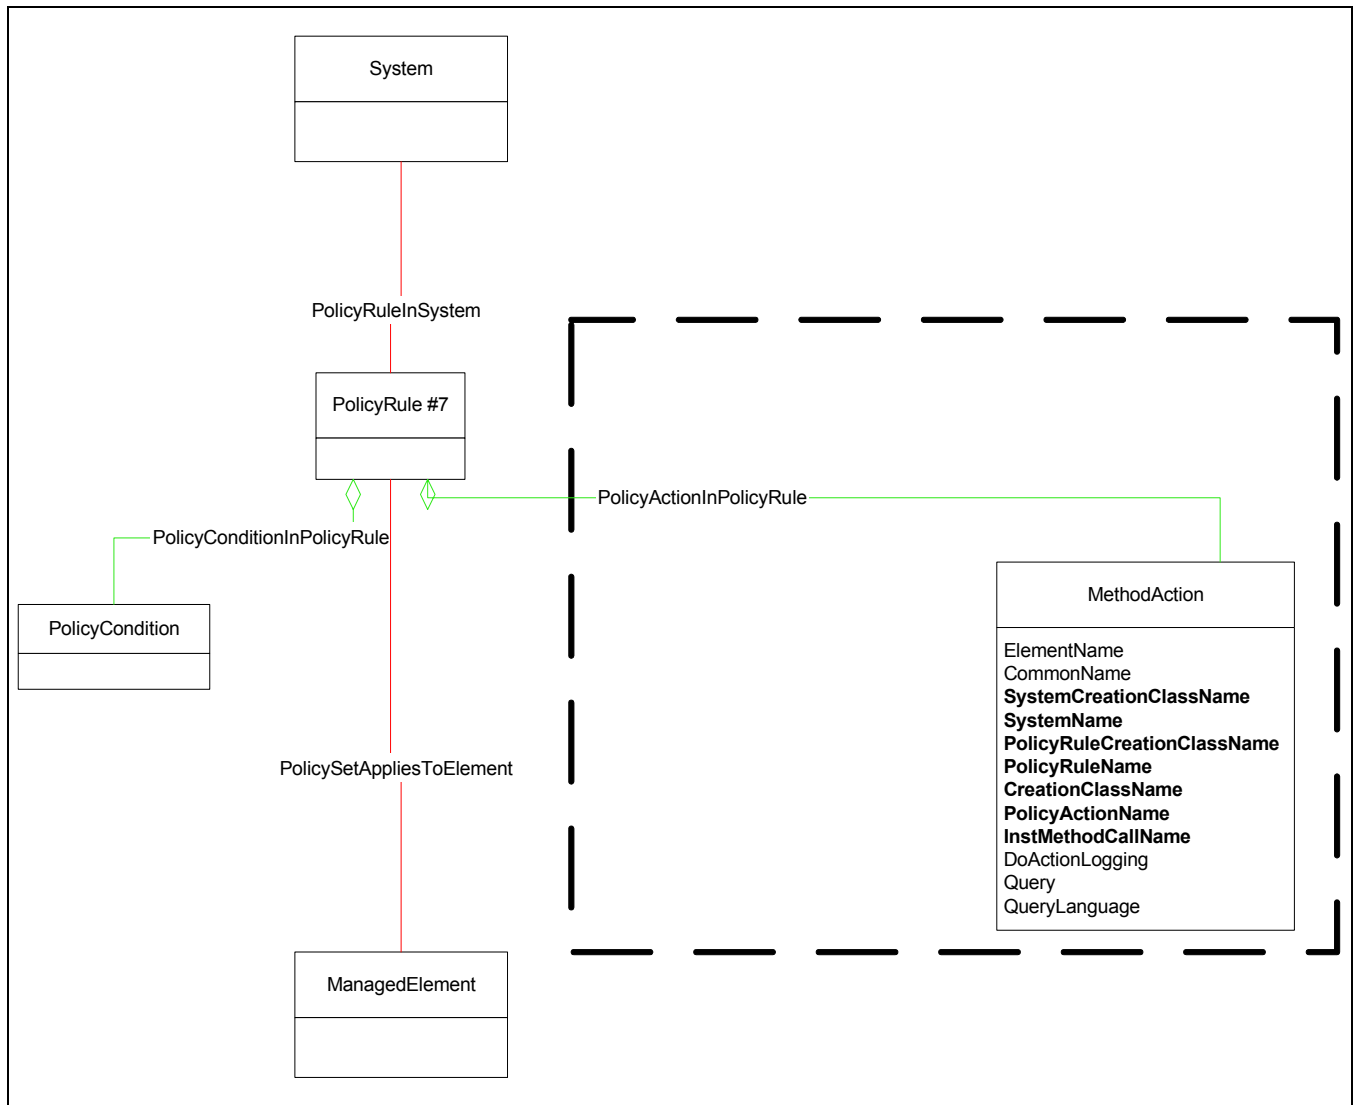 System
PolicyRuleInSystem
PolicyRule #7
PolicyActionInPolicyRule
PolicyConditionInPolicyRule
MethodAction
PolicyCondition
ElementName
CommonName
SystemCreationClassName
SystemName
PolicyRuleCreationClassName
PolicyRuleName
CreationClassName
PolicyActionName
InstMethodCallName
DoActionLogging
Query
QueryLanguage
PolicySetAppliesToElement
ManagedElement